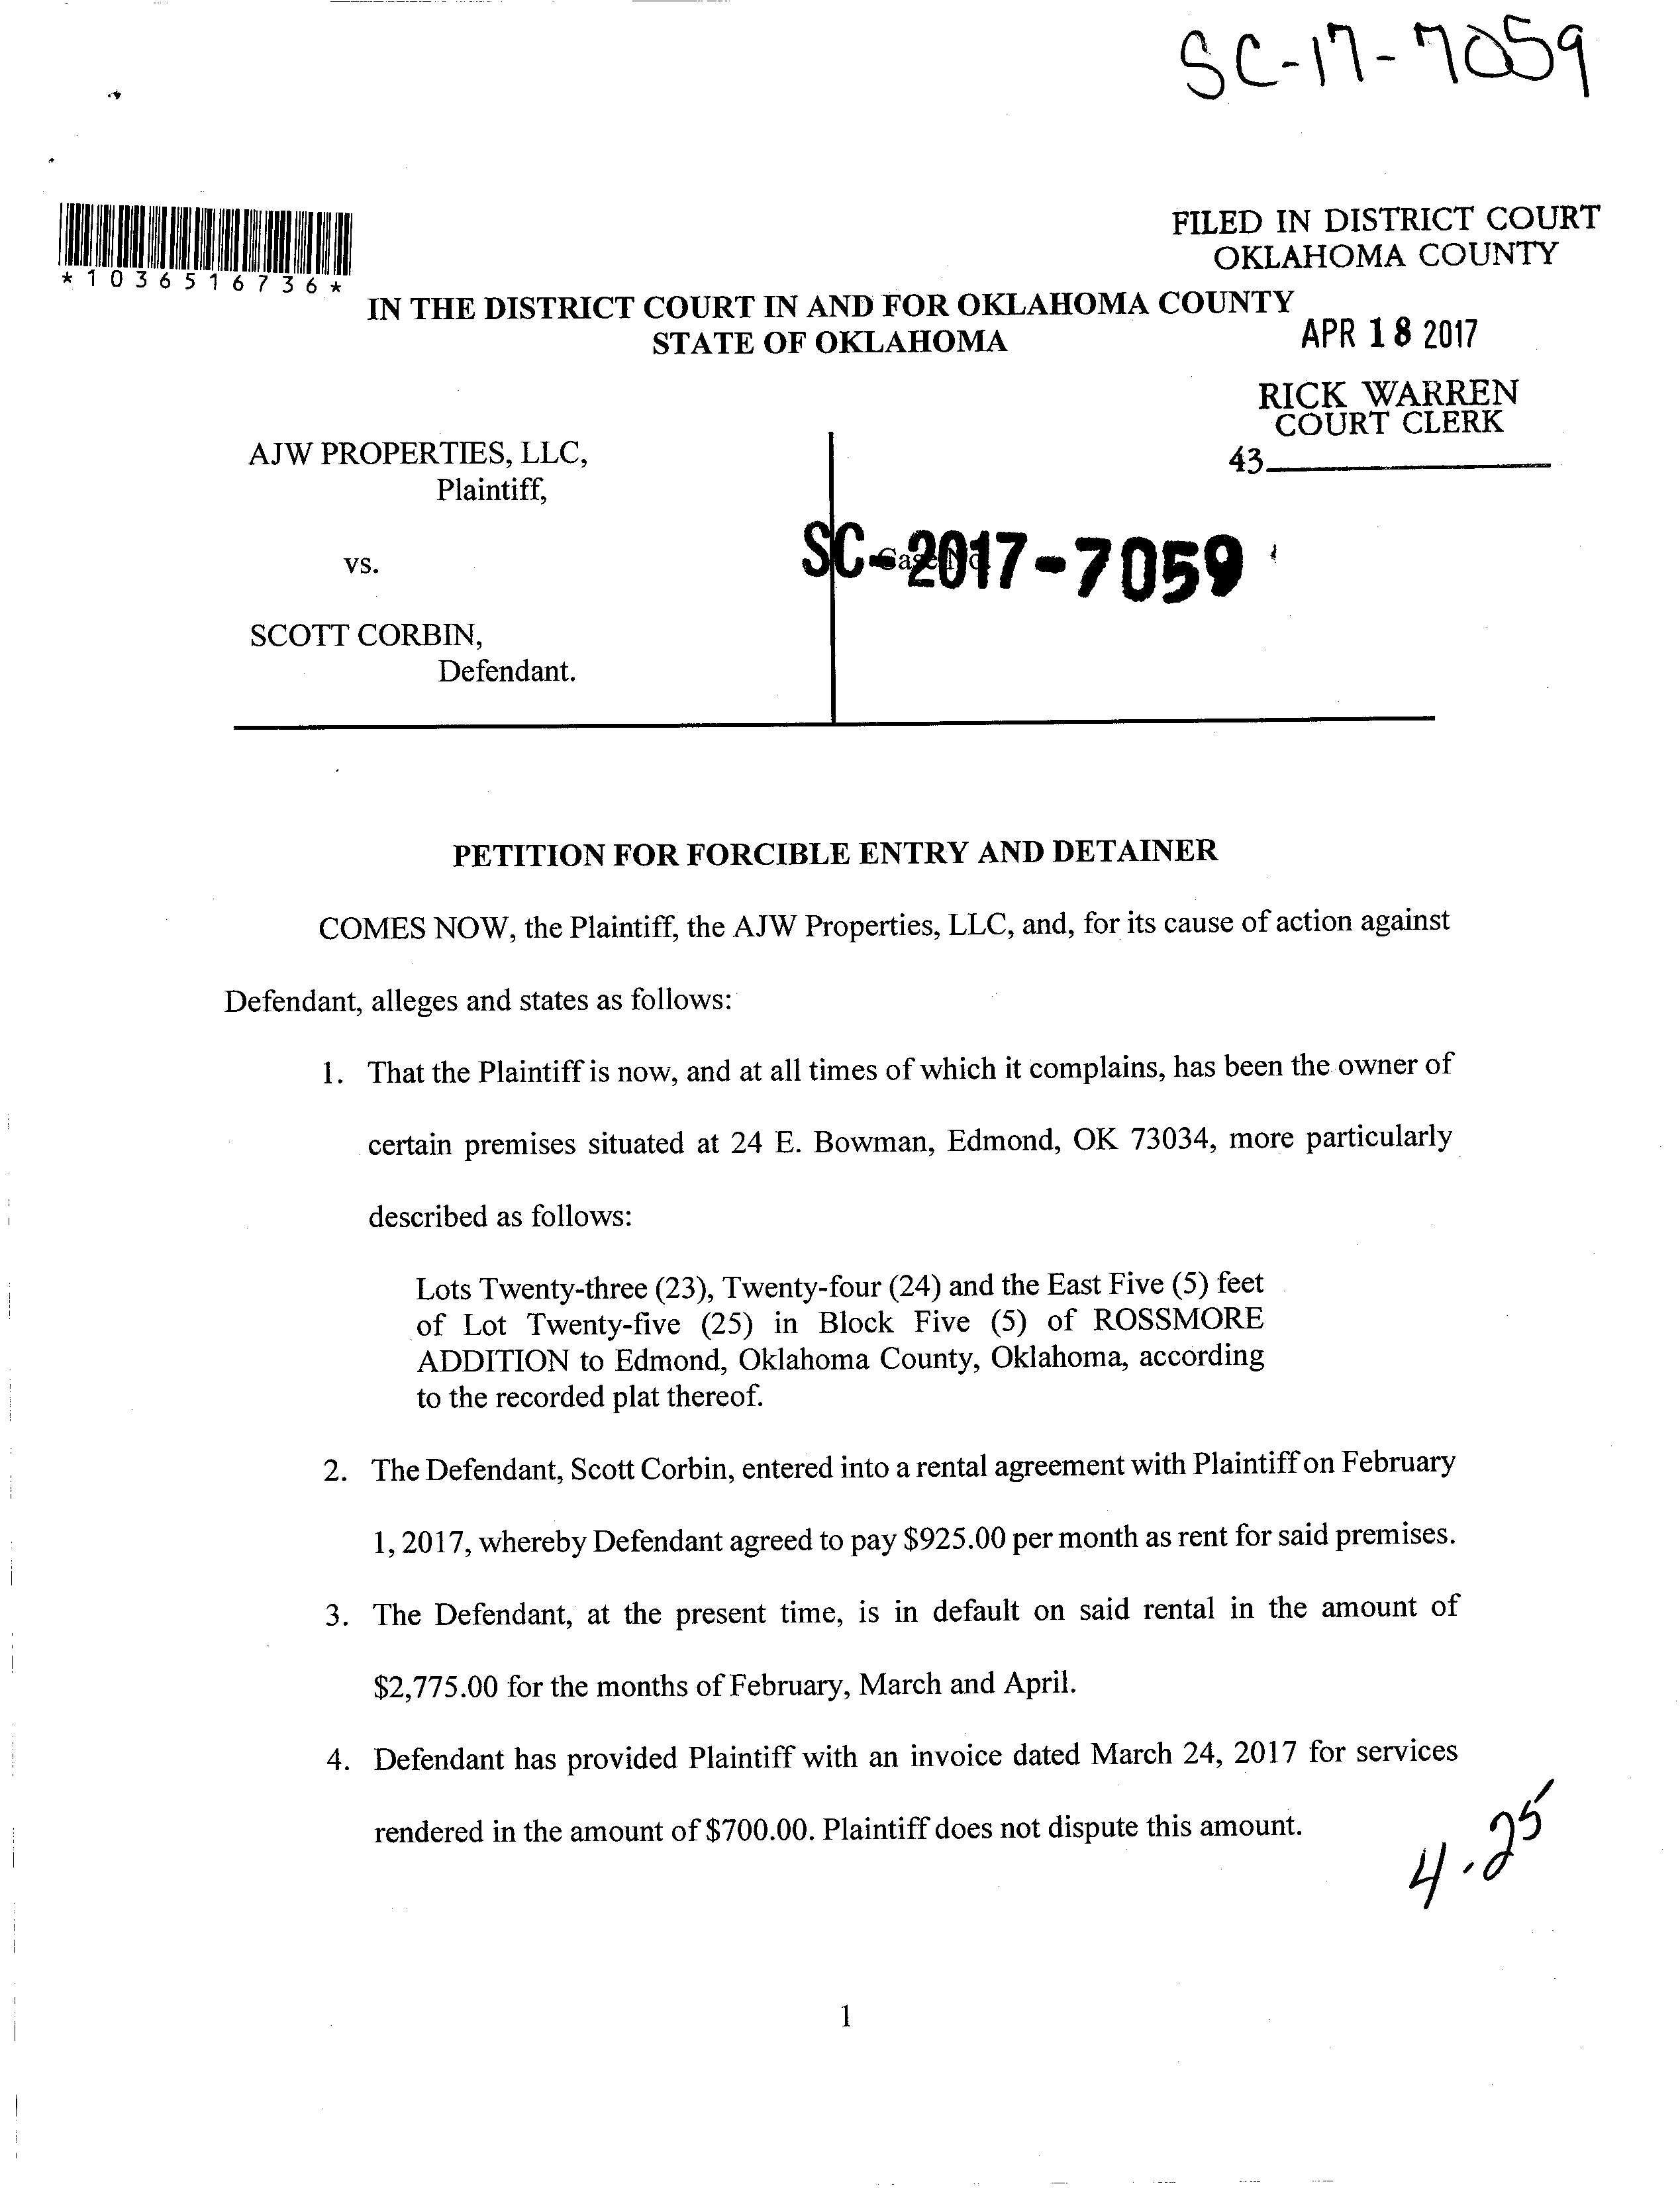 SC-17-7059
*1036516736*
FILED IN DISTRICT COURT
OKLAHOMA COUNTY
IN THE DISTRICT COURT IN AND FOR OKLAHOMA COUNTY
STATE OF OKLAHOMA
APR 18 2017
RICK WARREN
COURT CLERK
43
AJW PROPERTIES, LLC,
Plaintiff,
vs.
Case No.
SC-2017-7059
SCOTT CORBIN,
Defendant.
PETITION FOR FORCIBLE ENTRY AND DETAINER
COMES NOW, the Plaintiff, the AJW Properties, LLC, and, for its cause of action against
Defendant, alleges and states as follows:
1. That the Plaintiff is now, and at all times of which it complains, has been the owner of
certain premises situated at 24 E. Bowman, Edmond, OK 73034, more particularly
described as follows:
Lots Twenty-three (23), Twenty-four (24) and the East Five (5) feet
of Lot Twenty-five (25) in Block Five (5) of ROSSMORE
ADDITION to Edmond, Oklahoma County, Oklahoma, according
to the recorded plat thereof.
2. The Defendant, Scott Corbin, entered into a rental agreement with Plaintiff on February
1, 2017, whereby Defendant agreed to pay $925.00 per month as rent for said premises.
3. The Defendant, at the present time, is in default on said rental in the amount of
$2,775.00 for the months of February, March and April.
4. Defendant has provided Plaintiff with an invoice dated March 24, 2017 for services
rendered in the amount of $700.00. Plaintiff does not dispute this amount.
4.25
1